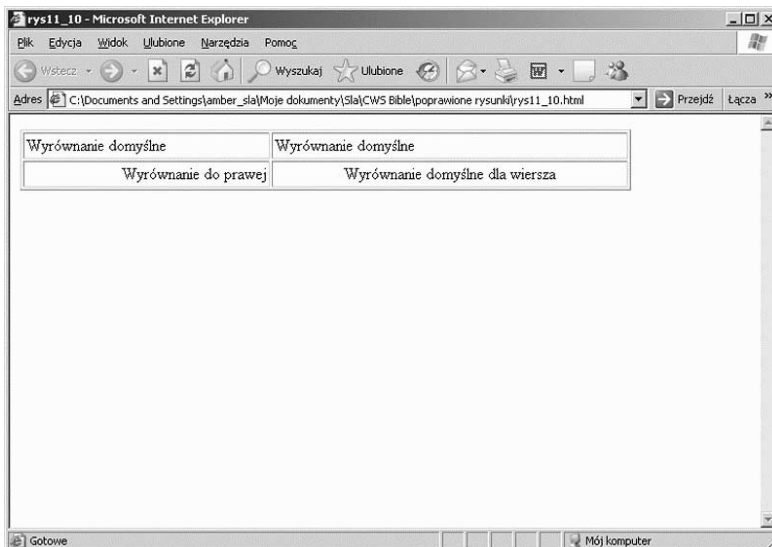 rys11_10 - Microsoft Internet Explorer
Plik Edycja Widok Ulubione Narzędzia Pomoc
Wstecz Wyszukaj Ulubione
Adres C:\Documents and Settings\amber_sla\Moje dokumenty\Sla\CWS Bible\poprawione rysunki\rys11_10.html Przejdź Łącza »
Wyrównanie domyślne Wyrównanie domyślne
Wyrównanie do prawej Wyrównanie domyślne dla wiersza
Gotowe Mój komputer